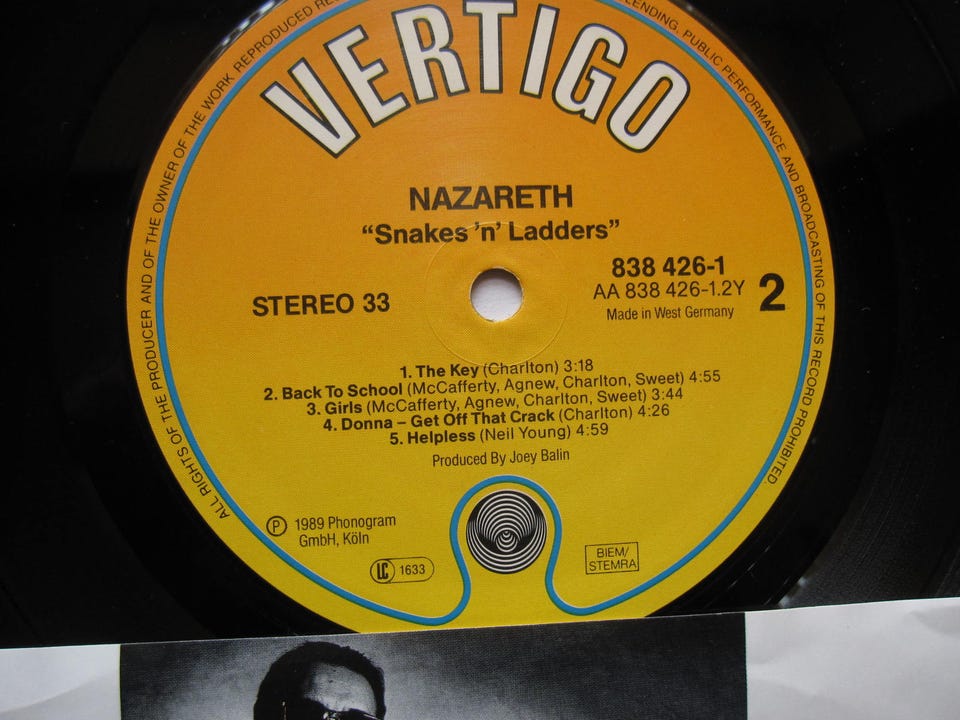 VERTIGO
ALL RIGHTS OF THE PRODUCER AND OF THE OWNER OF THE WORK REPRODUCED
LENDING, PUBLIC PERFORMANCE AND BROADCASTING OF THIS RECORD PROHIBITED.
NAZARETH
“Snakes ’n’ Ladders”
STEREO 33
838 426-1
AA 838 426-1.2Y
2
Made in West Germany
1. The Key (Charlton) 3:18
2. Back To School (McCafferty, Agnew, Charlton, Sweet) 4:55
3. Girls (McCafferty, Agnew, Charlton, Sweet) 3:44
4. Donna – Get Off That Crack (Charlton) 4:26
5. Helpless (Neil Young) 4:59
Produced By Joey Balin
Ⓟ 1989 Phonogram
GmbH, Köln
LC 1633
BIEM/
STEMRA